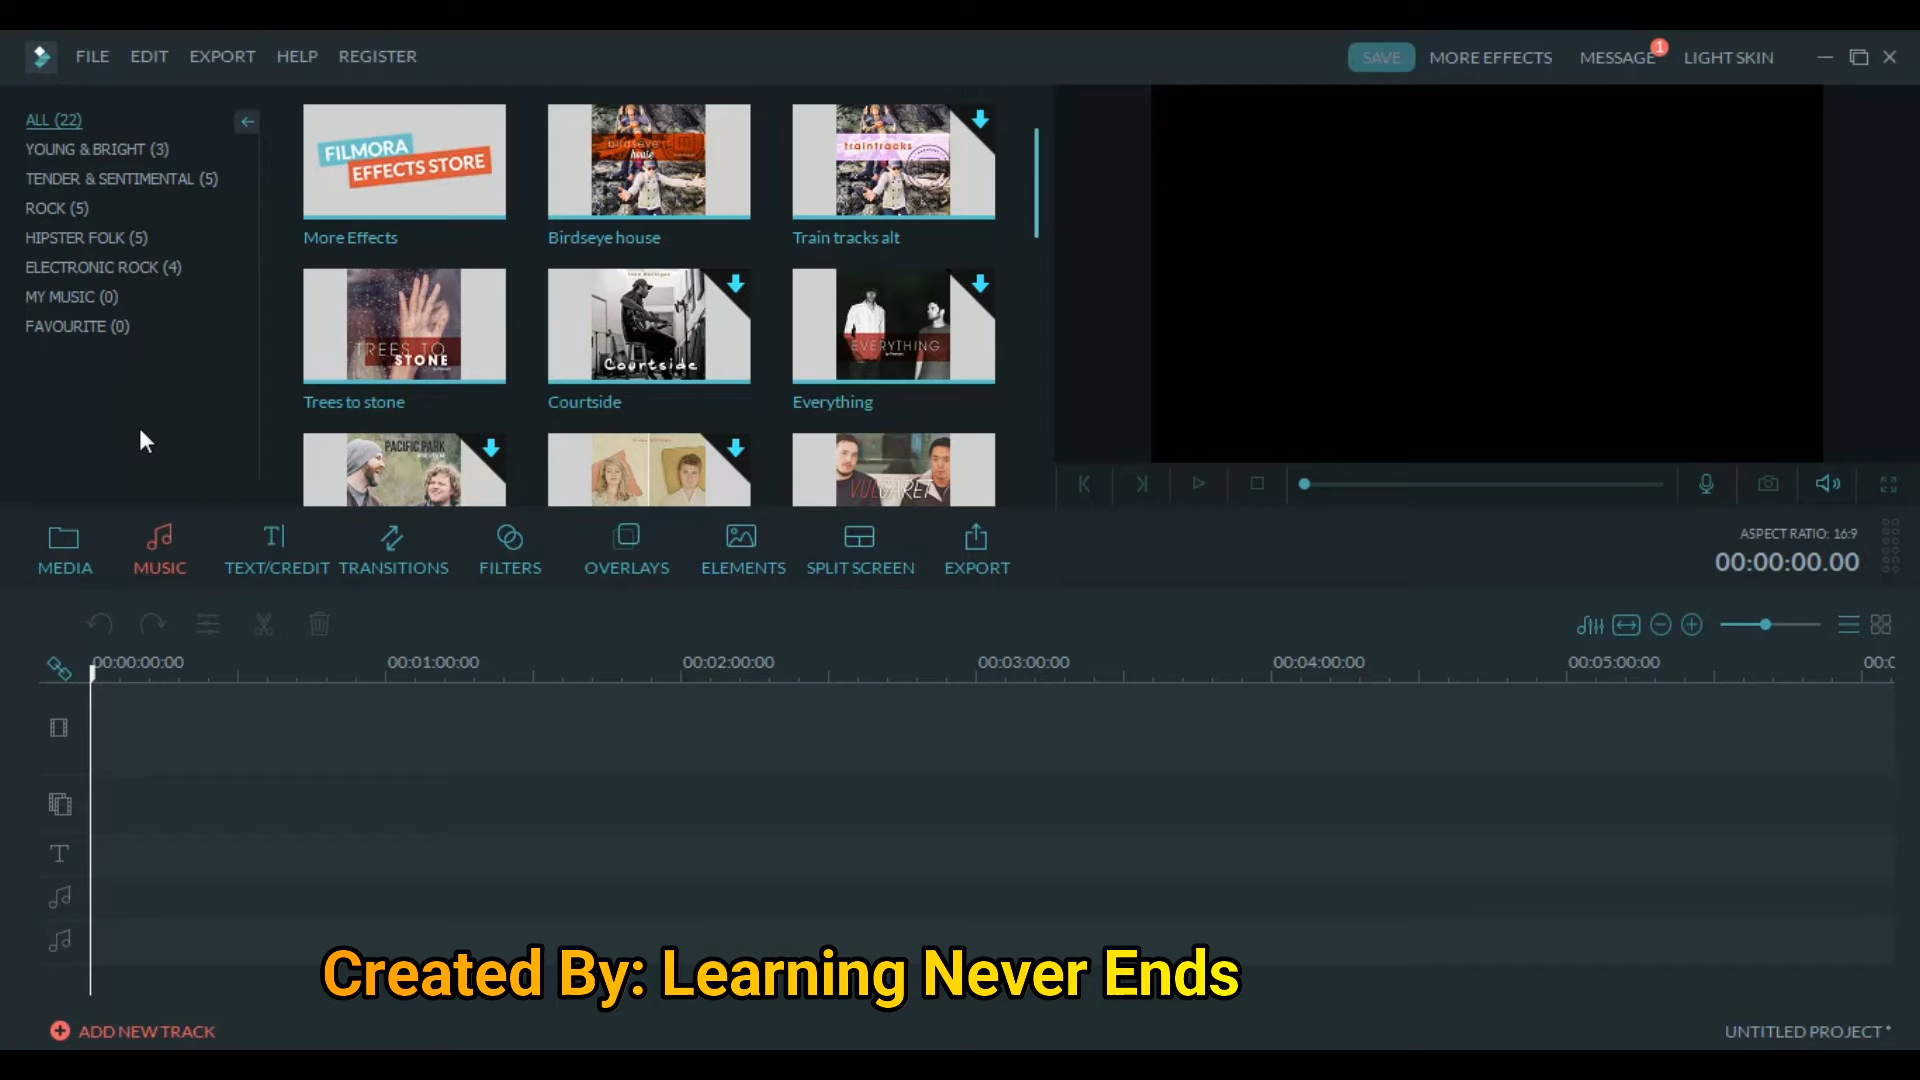 FILE EDIT EXPORT HELP REGISTER
SAVE MORE EFFECTS MESSAGE 1 LIGHT SKIN
ALL (22)
YOUNG & BRIGHT (3)
TENDER & SENTIMENTAL (5)
ROCK (5)
HIPSTER FOLK (5)
ELECTRONIC ROCK (4)
MY MUSIC (0)
FAVOURITE (0)
FILMORA
EFFECTS STORE
birdseye
house
traintracks
More Effects Birdseye house Train tracks alt
TREES TO
STONE
Courtside
EVERYTHING
Trees to stone Courtside Everything
PACIFIC PARK
VULGARET
MEDIA MUSIC TEXT/CREDIT TRANSITIONS FILTERS OVERLAYS ELEMENTS SPLIT SCREEN EXPORT
ASPECT RATIO: 16:9
00:00:00.00
00:00:00:00 00:01:00:00 00:02:00:00 00:03:00:00 00:04:00:00 00:05:00:00
Created By: Learning Never Ends
ADD NEW TRACK
UNTITLED PROJECT *